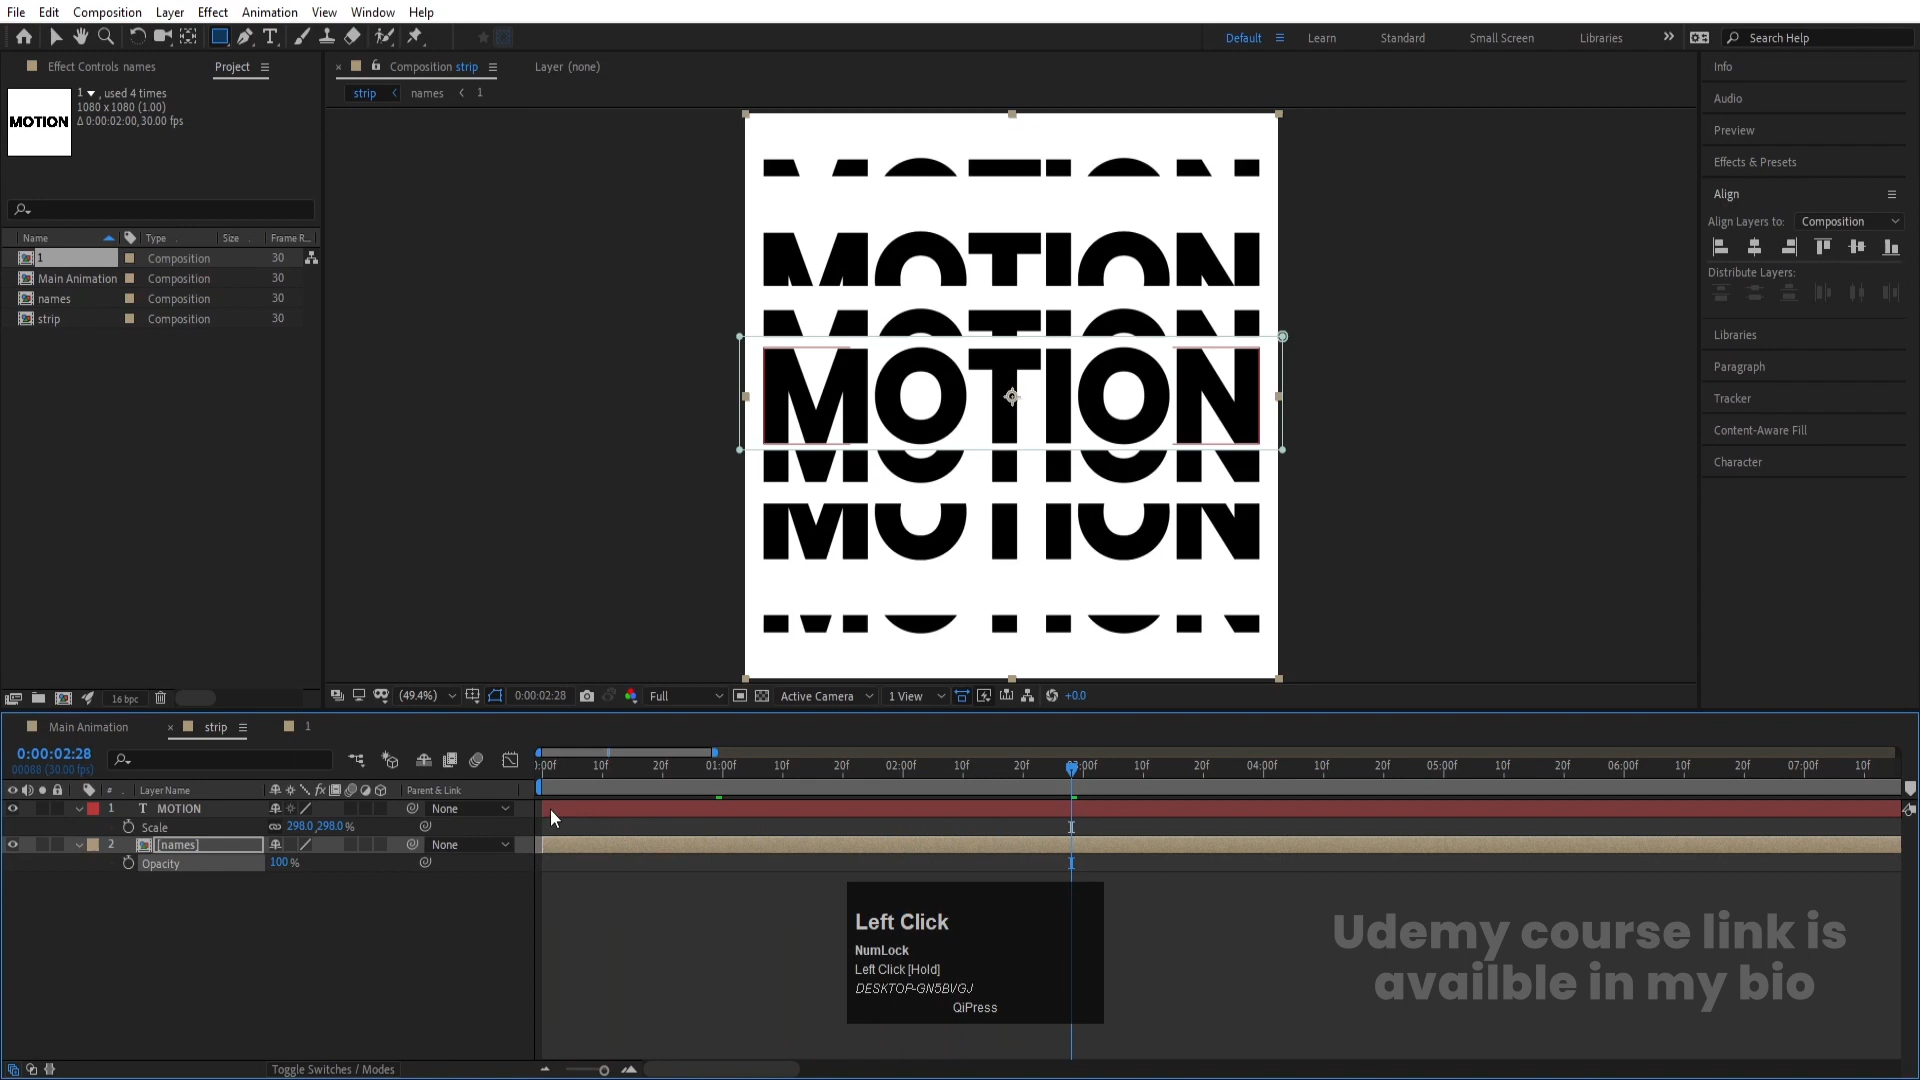 File Edit Composition Layer Effect Animation View Window Help
Default Learn Standard Small Screen Libraries Search Help
Effect Controls names Project
Composition strip Layer (none)
strip names 1
1 , used 4 times
1080 x 1080 (1.00)
Δ 0:00:02:00, 30.00 fps
MOTION
Name Type Size Frame R...
1 Composition 30
Main Animation Composition 30
names Composition 30
strip Composition 30
16 bpc
MOTION
MOTION
MOTION
MOTION
MOTION
MOTION
MOTION
(49.4%) 0:00:02:28 Full Active Camera 1 View +0.0
Info
Audio
Preview
Effects & Presets
Align
Align Layers to: Composition
Distribute Layers:
Libraries
Paragraph
Tracker
Content-Aware Fill
Character
Main Animation strip 1
0:00:02:28
00088 (30.00 fps)
):00f 10f 20f 01:00f 10f 20f 02:00f 10f 20f 03:00f 10f 20f 04:00f 10f 20f 05:00f 10f 20f 06:00f 10f 20f 07:00f 10f
# Layer Name Parent & Link
1 T MOTION None
Scale 298.0,298.0%
2 [names] None
Opacity 100%
Left Click
NumLock
Left Click [Hold]
DESKTOP-GN5BVGJ
QiPress
Udemy course link is
availble in my bio
Toggle Switches / Modes